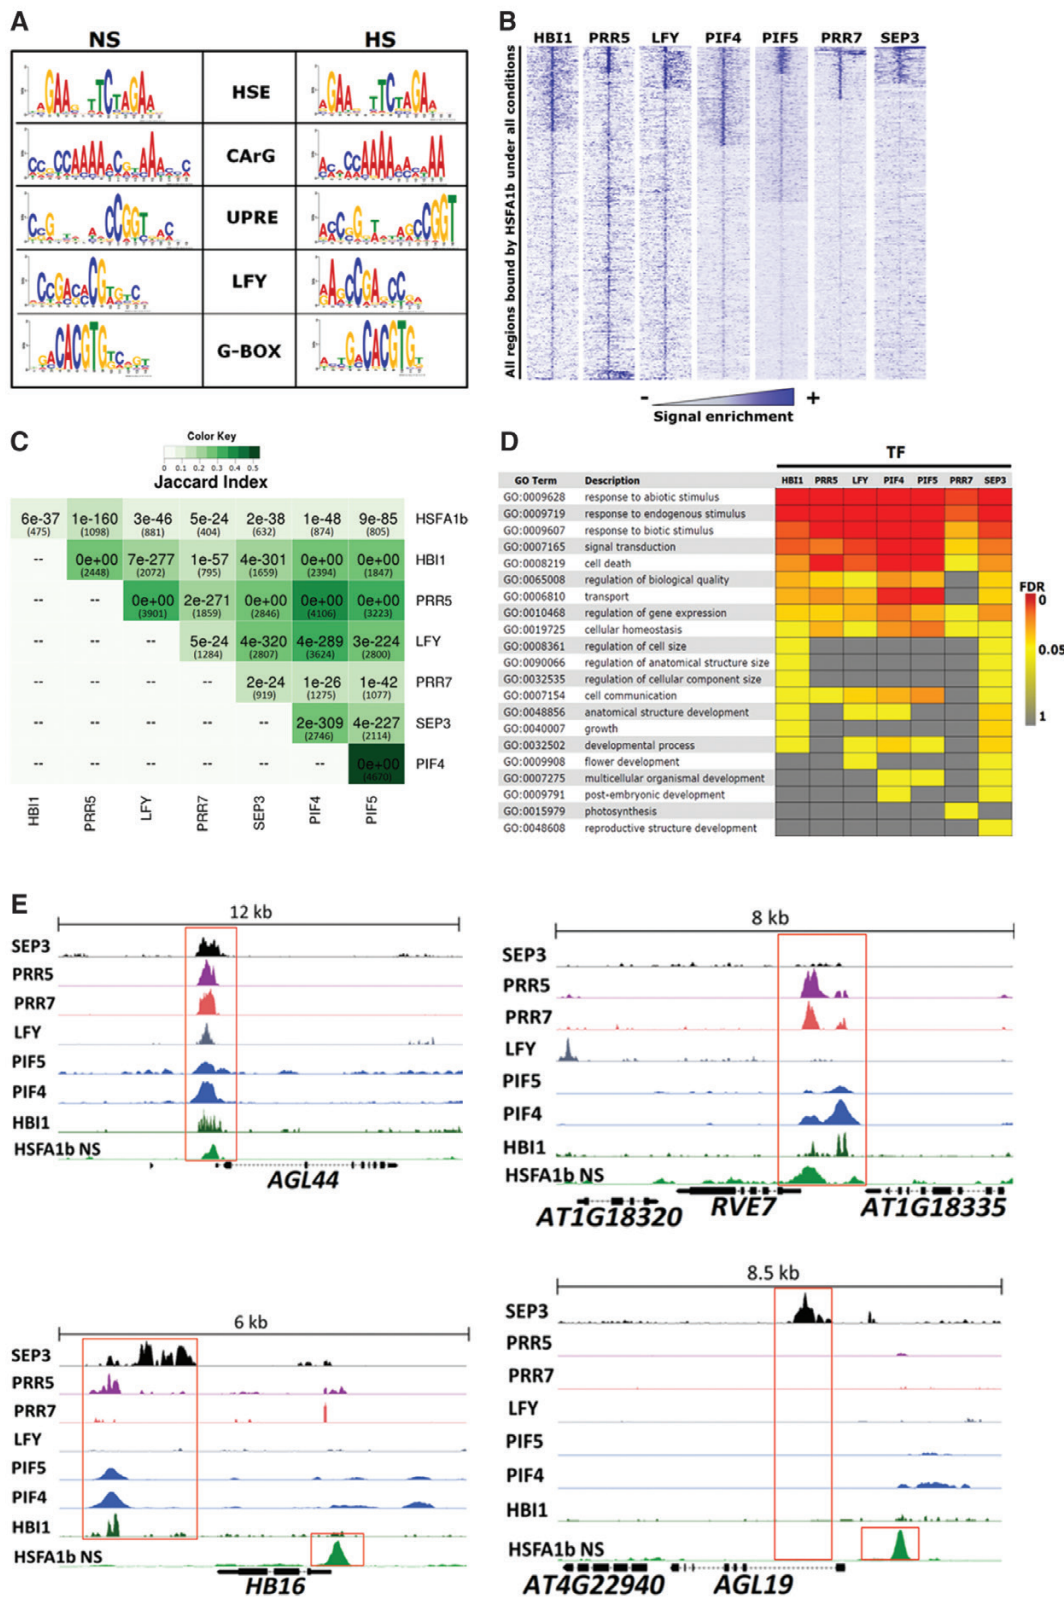 A
NS
HS
HSE
CArG
UPRE
LFY
G-BOX
B
HBI1 PRR5 LFY PIF4 PIF5 PRR7 SEP3
All regions bound by HSFA1b under all conditions
- +
Signal enrichment
C
Color Key
0 0.1 0.2 0.3 0.4 0.5
Jaccard Index
6e-37 1e-160 3e-46 5e-24 2e-38 1e-48 9e-85 HSFA1b
(475) (1098) (881) (404) (632) (874) (805)
-- 0e+00 7e-277 1e-57 4e-301 0e+00 0e+00 HBI1
(2448) (2072) (795) (1659) (2394) (1847)
-- -- 0e+00 2e-271 0e+00 0e+00 0e+00 PRR5
(3901) (1859) (2846) (4106) (3223)
-- -- -- 5e-24 4e-320 4e-289 3e-224 LFY
(1284) (2807) (3624) (2800)
-- -- -- -- 2e-24 1e-26 1e-42 PRR7
(919) (1275) (1077)
-- -- -- -- -- 2e-309 4e-227 SEP3
(2746) (2114)
-- -- -- -- -- -- 0e+00 PIF4
(4670)
HBI1 PRR5 LFY PRR7 SEP3 PIF4 PIF5
D
TF
GO Term Description HBI1 PRR5 LFY PIF4 PIF5 PRR7 SEP3
GO:0009628 response to abiotic stimulus
GO:0009719 response to endogenous stimulus
GO:0009607 response to biotic stimulus
GO:0007165 signal transduction
GO:0008219 cell death
GO:0065008 regulation of biological quality
GO:0006810 transport
GO:0010468 regulation of gene expression
GO:0019725 cellular homeostasis
GO:0008361 regulation of cell size
GO:0090066 regulation of anatomical structure size
GO:0032535 regulation of cellular component size
GO:0007154 cell communication
GO:0048856 anatomical structure development
GO:0040007 growth
GO:0032502 developmental process
GO:0009908 flower development
GO:0007275 multicellular organismal development
GO:0009791 post-embryonic development
GO:0015979 photosynthesis
GO:0048608 reproductive structure development
FDR
0
0.05
1
E
12 kb
SEP3
PRR5
PRR7
LFY
PIF5
PIF4
HBI1
HSFA1b NS
AGL44
8 kb
SEP3
PRR5
PRR7
LFY
PIF5
PIF4
HBI1
HSFA1b NS
AT1G18320 RVE7 AT1G18335
6 kb
SEP3
PRR5
PRR7
LFY
PIF5
PIF4
HBI1
HSFA1b NS
HB16
8.5 kb
SEP3
PRR5
PRR7
LFY
PIF5
PIF4
HBI1
HSFA1b NS
AT4G22940 AGL19